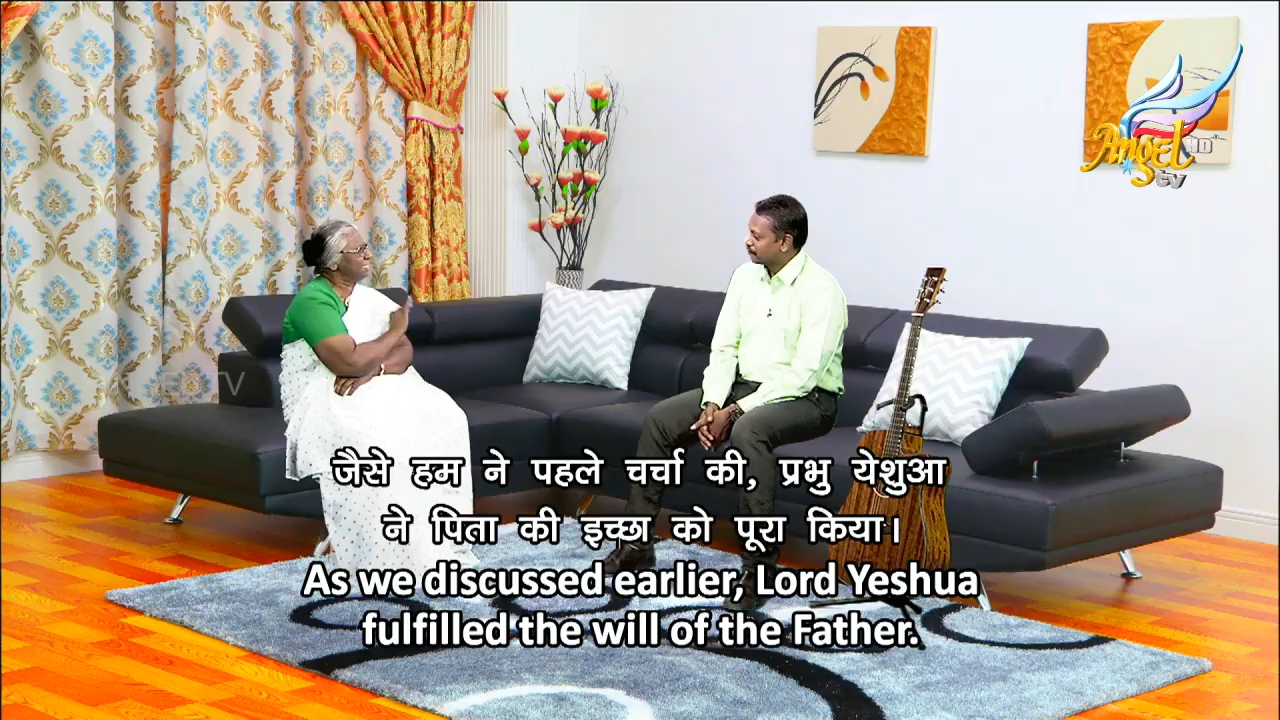 Angel
HD
tv
जैसे हम ने पहले चर्चा की, प्रभु येशुआ
ने पिता की इच्छा को पूरा किया।
As we discussed earlier, Lord Yeshua
fulfilled the will of the Father.